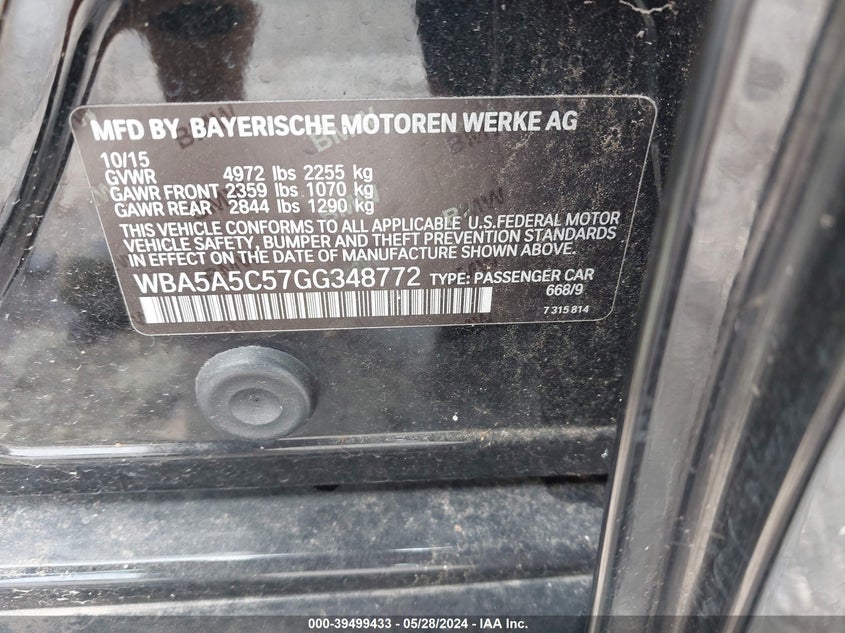 MFD BY BAYERISCHE MOTOREN WERKE AG
10/15
GVWR 4972 lbs 2255 kg
GAWR FRONT 2359 lbs 1070 kg
GAWR REAR 2844 lbs 1290 kg
THIS VEHICLE CONFORMS TO ALL APPLICABLE U.S.FEDERAL MOTOR
VEHICLE SAFETY, BUMPER AND THEFT PREVENTION STANDARDS
IN EFFECT ON THE DATE OF MANUFACTURE SHOWN ABOVE.
WBA5A5C57GG348772 TYPE: PASSENGER CAR
668/9
7 315 814
000-39499433 - 05/28/2024 - IAA Inc.